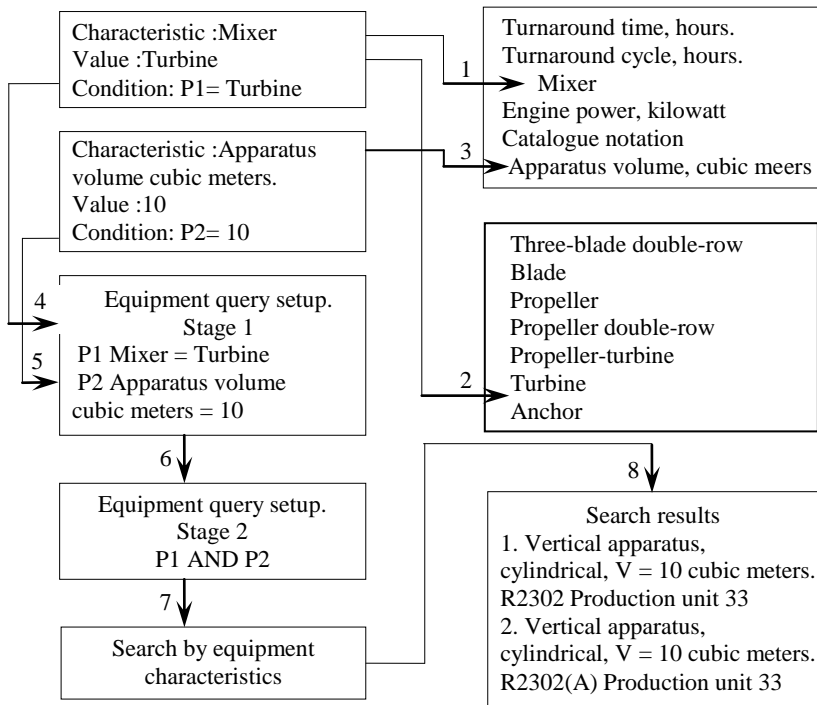 Characteristic :Mixer
Value :Turbine
Condition: P1= Turbine
1
Turnaround time, hours.
Turnaround cycle, hours.
Mixer
Engine power, kilowatt
Catalogue notation
Apparatus volume, cubic meers
Characteristic :Apparatus
volume cubic meters.
Value :10
Condition: P2= 10
3
Three-blade double-row
Blade
Propeller
Propeller double-row
Propeller-turbine
Turbine
Anchor
2
4
5
Equipment query setup.
Stage 1
P1 Mixer = Turbine
P2 Apparatus volume
cubic meters = 10
6
Equipment query setup.
Stage 2
P1 AND P2
7
Search by equipment
characteristics
8
Search results
1. Vertical apparatus,
cylindrical, V = 10 cubic meters.
R2302 Production unit 33
2. Vertical apparatus,
cylindrical, V = 10 cubic meters.
R2302(A) Production unit 33